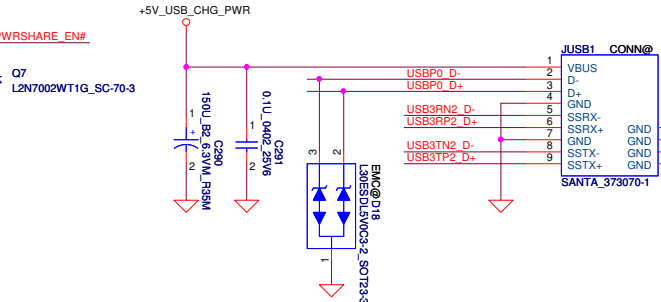 +5V_USB_CHG_PWR
PWRSHARE_EN#
Q7
L2N7002WT1G_SC-70-3
JUSB1 CONN@
1 VBUS
USBP0_D- 2 D-
USBP0_D+ 3 D+
4 GND
USB3RN2_D- 5 SSRX-
USB3RP2_D+ 6 SSRX+ GND
7 GND GND
USB3TN2_D- 8 SSTX- GND
USB3TP2_D+ 9 SSTX+ GND
SANTA_373070-1
1
+
2
C290
150U_B2_6.3VM_R35M
1
2
C291
0.1U_0402_25V6
3
2
1
EMC@ D18
L30ESDL5V0C3-2_SOT23-3